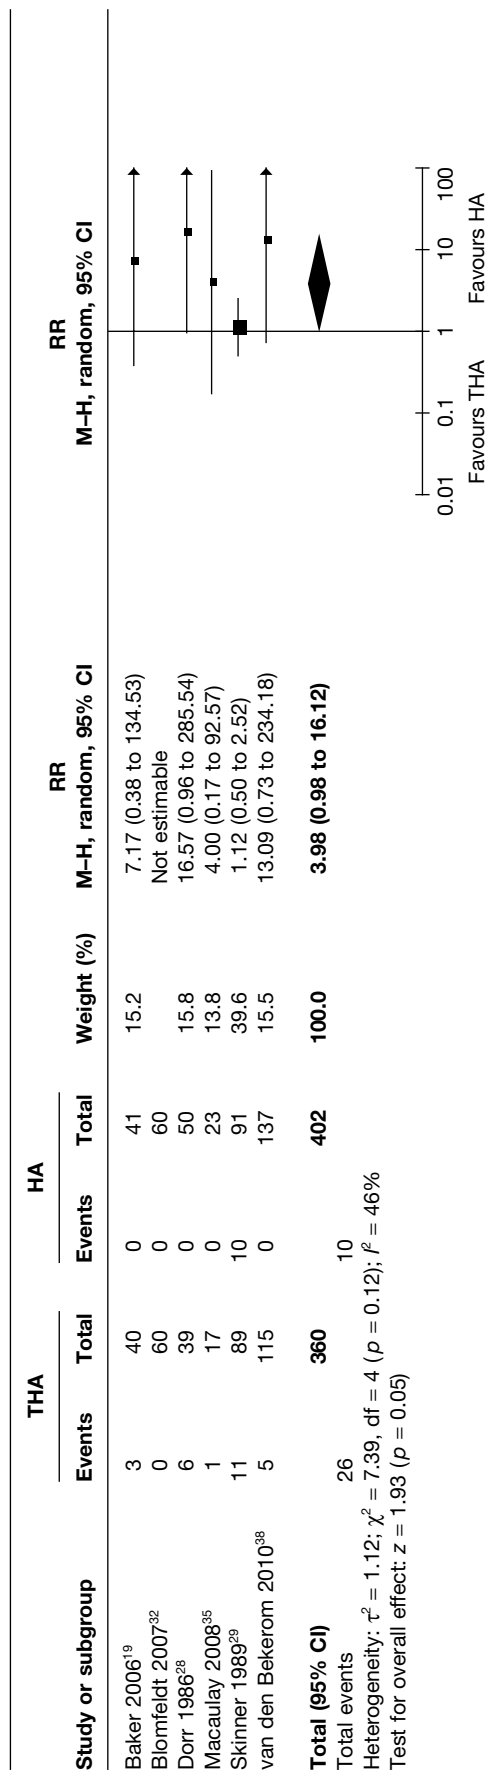 THA HA RR RR
Study or subgroup Events Total Events Total Weight (%) M–H, random, 95% CI M–H, random, 95% CI
Baker 2006¹⁹ 3 40 0 41 15.2 7.17 (0.38 to 134.53)
Blomfeldt 2007³² 0 60 0 60 Not estimable
Dorr 1986²⁸ 6 39 0 50 15.8 16.57 (0.96 to 285.54)
Macaulay 2008³⁵ 1 17 0 23 13.8 4.00 (0.17 to 92.57)
Skinner 1989²⁹ 11 89 10 91 39.6 1.12 (0.50 to 2.52)
van den Bekerom 2010³⁸ 5 115 0 137 15.5 13.09 (0.73 to 234.18)
Total (95% CI) 360 402 100.0 3.98 (0.98 to 16.12)
Total events 26 10
Heterogeneity: τ² = 1.12; χ² = 7.39, df = 4 (p = 0.12); I² = 46%
Test for overall effect: z = 1.93 (p = 0.05)
0.01 0.1 1 10 100
Favours THA Favours HA